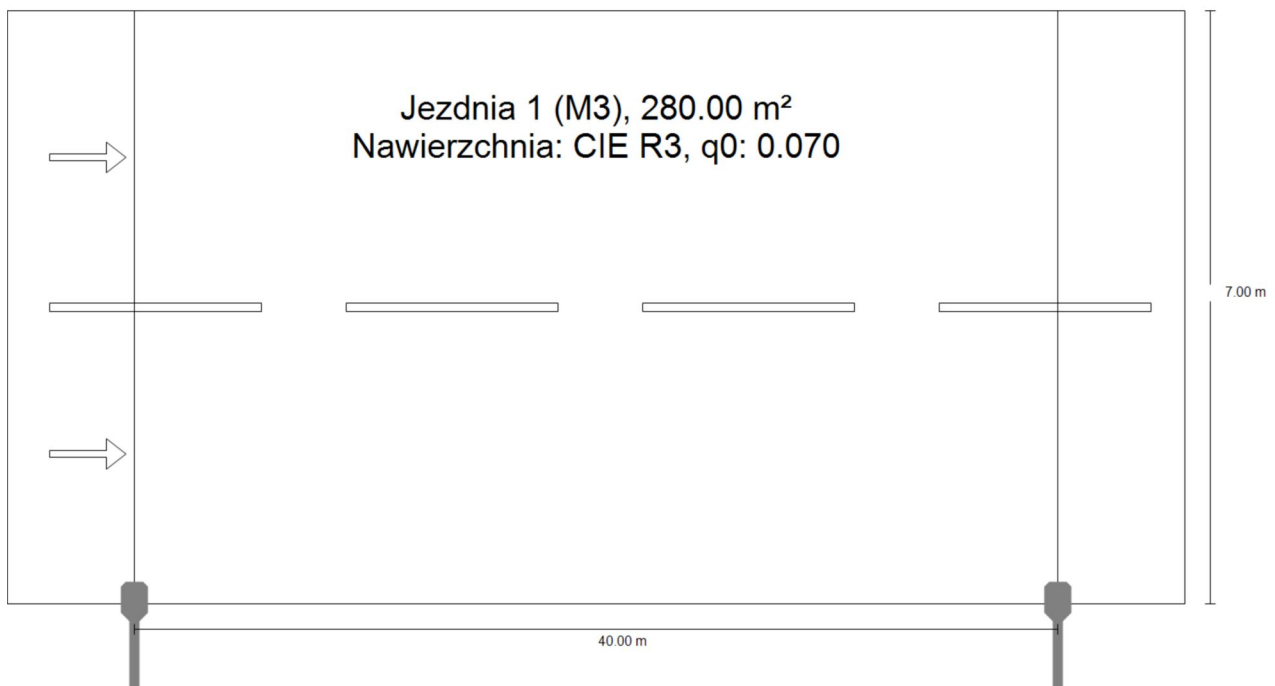 Jezdnia 1 (M3), 280.00 m²
Nawierzchnia: CIE R3, q0: 0.070
7.00 m
40.00 m